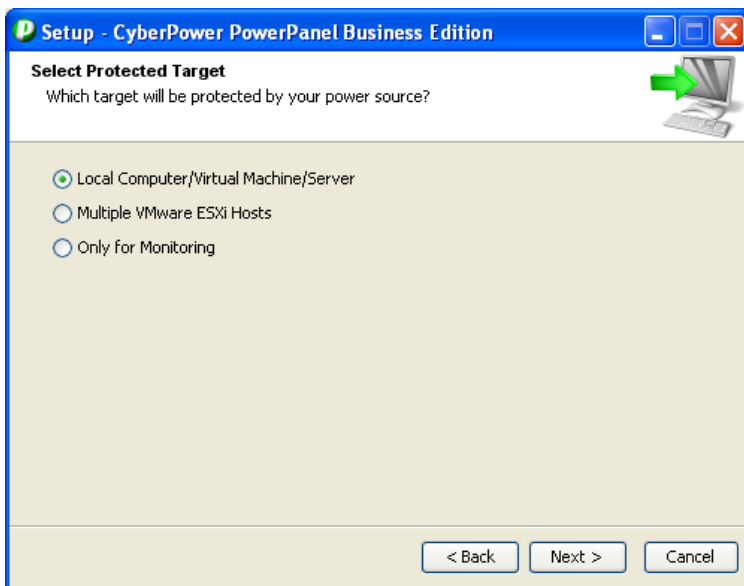 Setup - CyberPower PowerPanel Business Edition
Select Protected Target
Which target will be protected by your power source?
Local Computer/Virtual Machine/Server
Multiple VMware ESXi Hosts
Only for Monitoring
< Back Next > Cancel